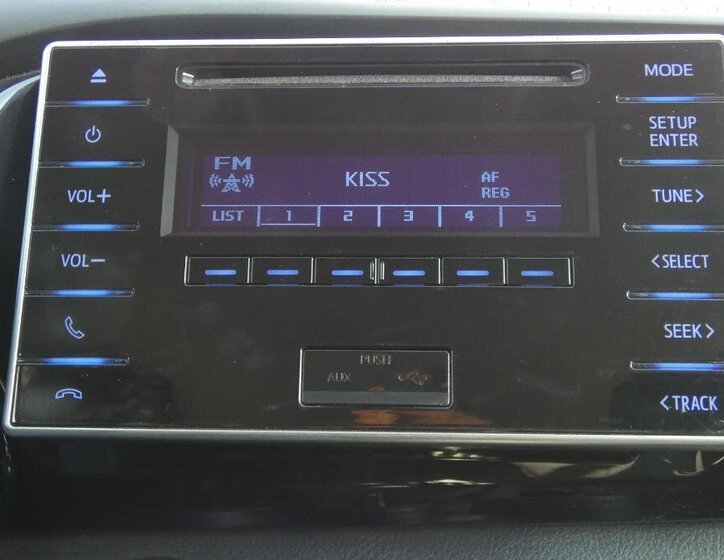 MODE
SETUP
ENTER
VOL+
TUNE>
VOL-
<SELECT
SEEK>
<TRACK
FM
KISS
AF
REG
LIST 1 2 3 4 5
PUSH
AUX